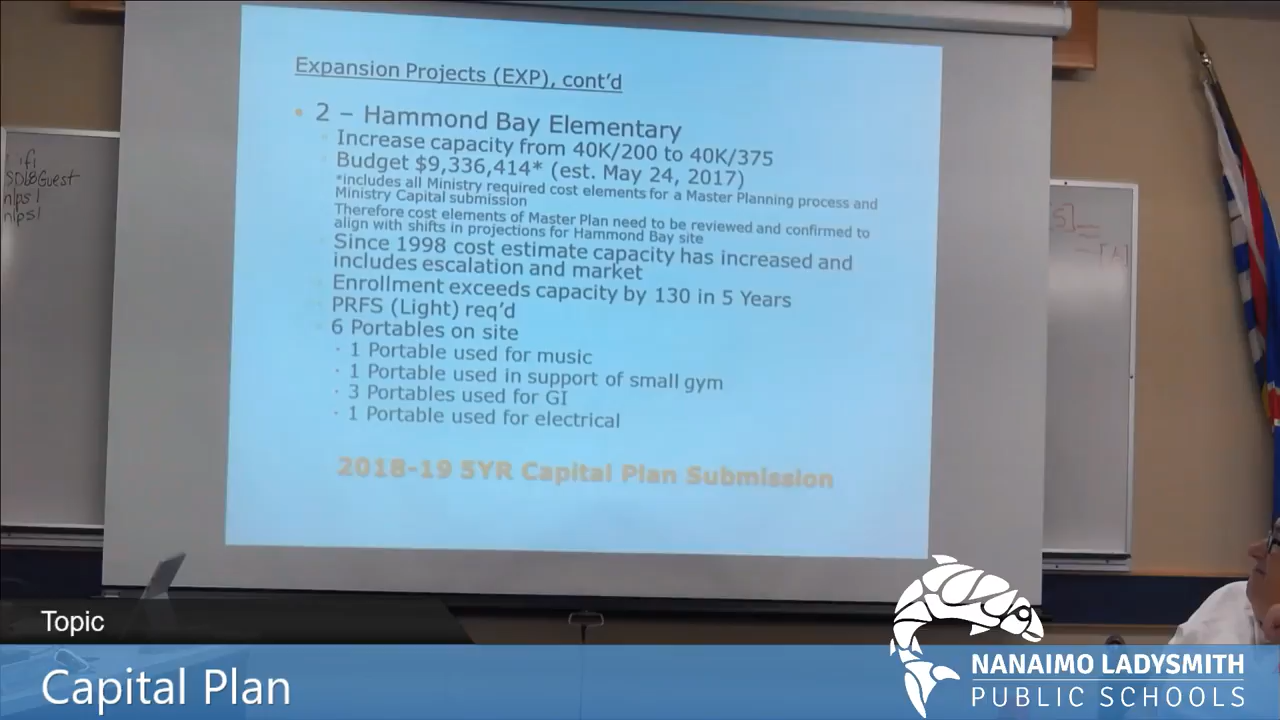 Expansion Projects (EXP), cont'd
• 2 – Hammond Bay Elementary
Increase capacity from 40K/200 to 40K/375
Budget $9,336,414* (est. May 24, 2017)
*includes all Ministry required cost elements for a Master Planning process and
Ministry Capital submission
Therefore cost elements of Master Plan need to be reviewed and confirmed to
align with shifts in projections for Hammond Bay site
Since 1998 cost estimate capacity has increased and
includes escalation and market
Enrollment exceeds capacity by 130 in 5 Years
PRFS (Light) req'd
6 Portables on site
· 1 Portable used for music
· 1 Portable used in support of small gym
· 3 Portables used for GI
· 1 Portable used for electrical
2018-19 5YR Capital Plan Submission
[A]
Topic
Capital Plan
NANAIMO LADYSMITH
PUBLIC SCHOOLS